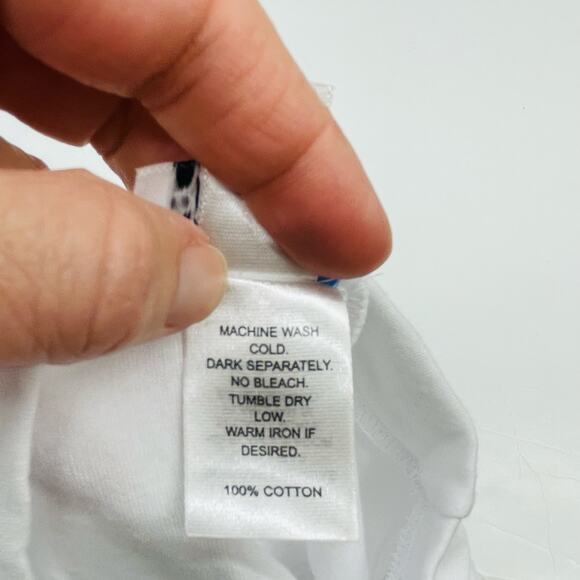 MACHINE WASH
COLD.
DARK SEPARATELY.
NO BLEACH.
TUMBLE DRY
LOW.
WARM IRON IF
DESIRED.
100% COTTON